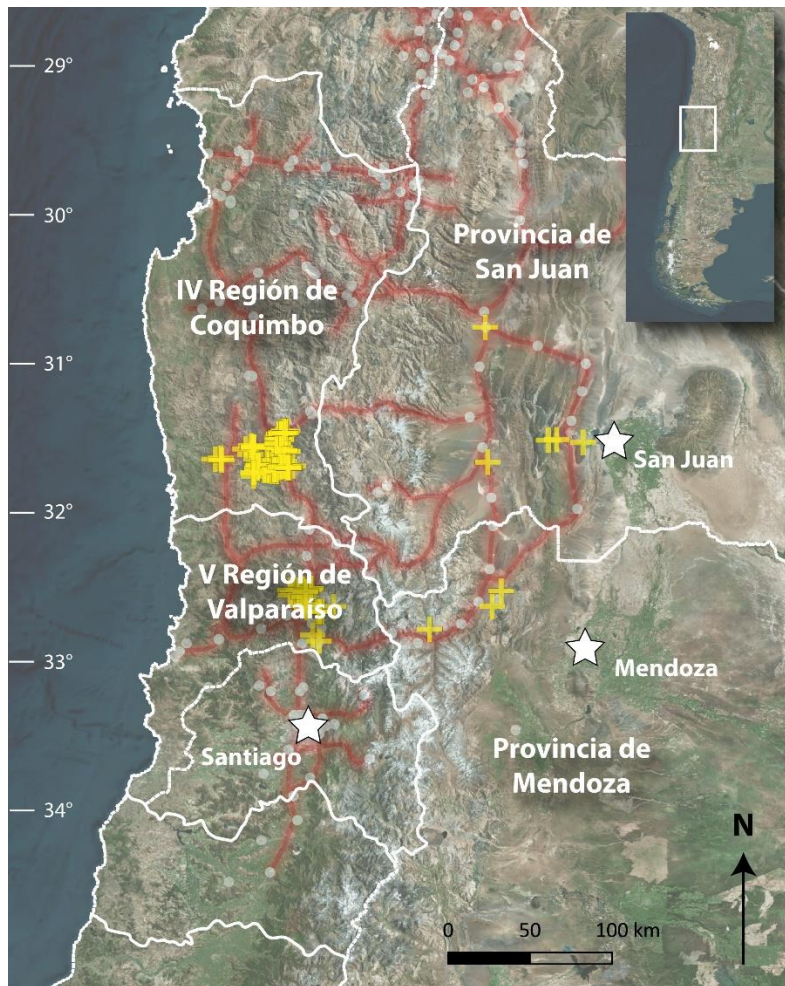 29°
30°
Provincia de
San Juan
IV Región de
Coquimbo
31°
San Juan
32°
V Región de
Valparaíso
33°
Mendoza
Santiago
Provincia de
Mendoza
34°
N
0 50 100 km